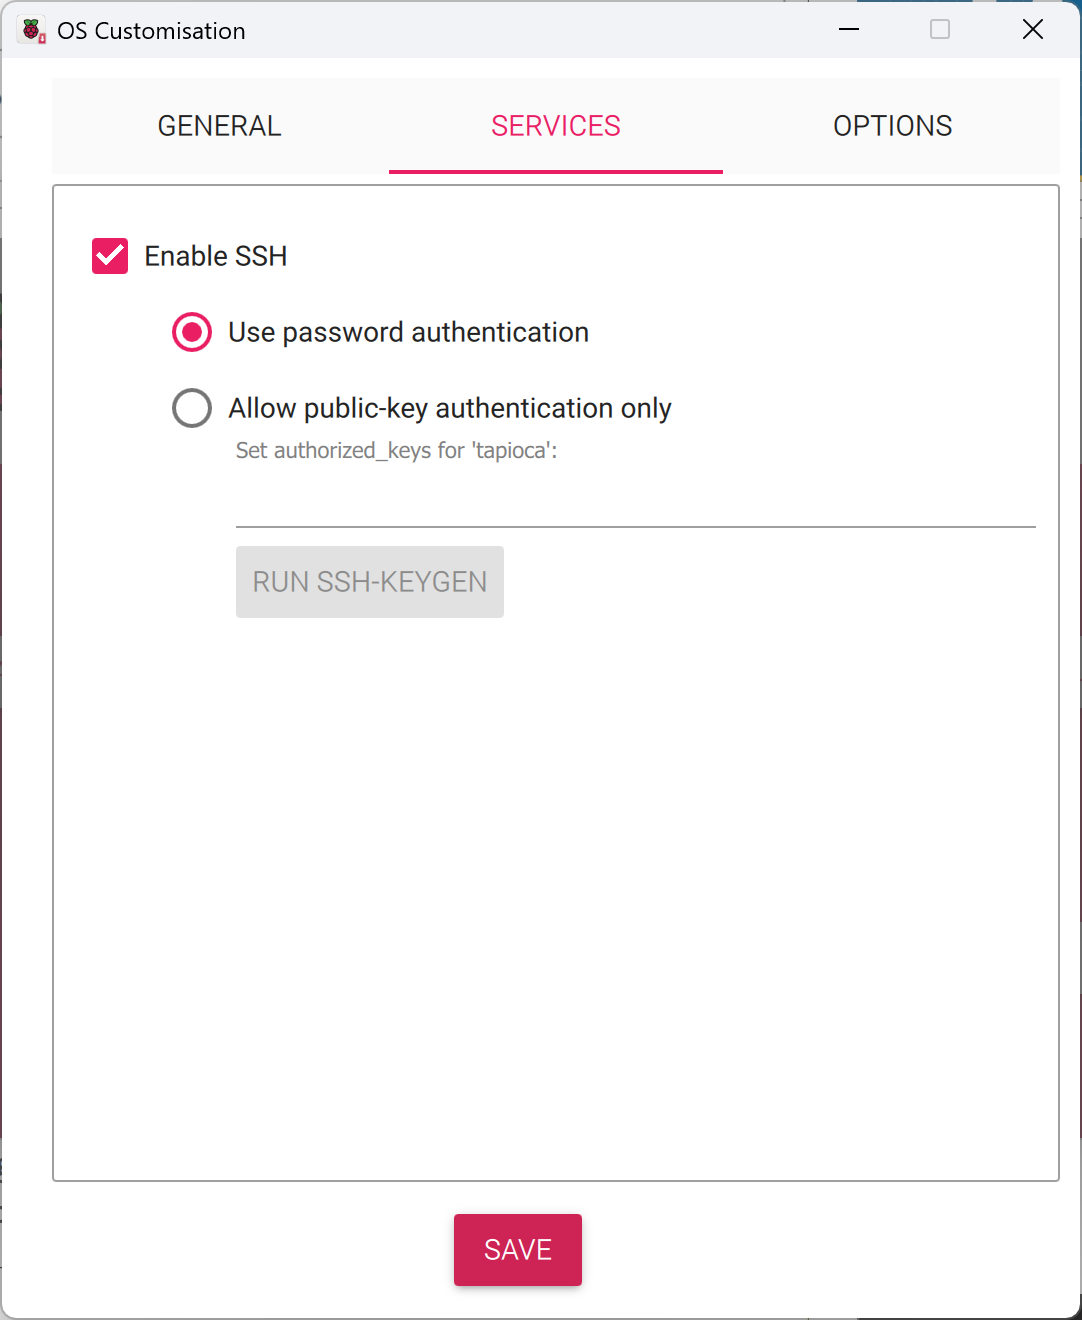 OS Customisation
GENERAL
SERVICES
OPTIONS
Enable SSH
Use password authentication
Allow public-key authentication only
Set authorized_keys for 'tapioca':
RUN SSH-KEYGEN
SAVE